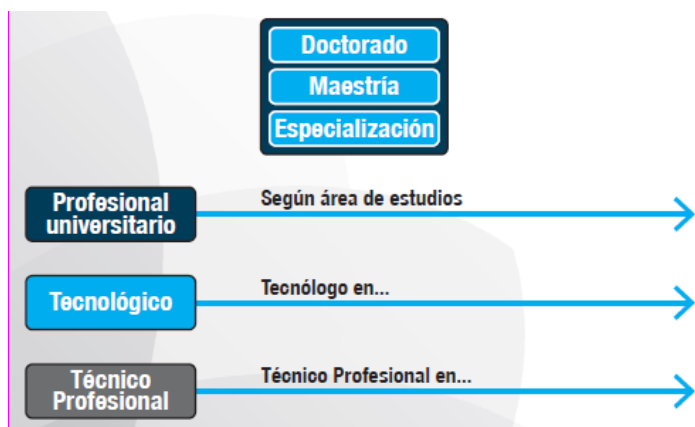 Doctorado
Maestría
Especialización
Profesional
universitario
Según área de estudios
Tecnológico
Tecnólogo en...
Técnico
Profesional
Técnico Profesional en...